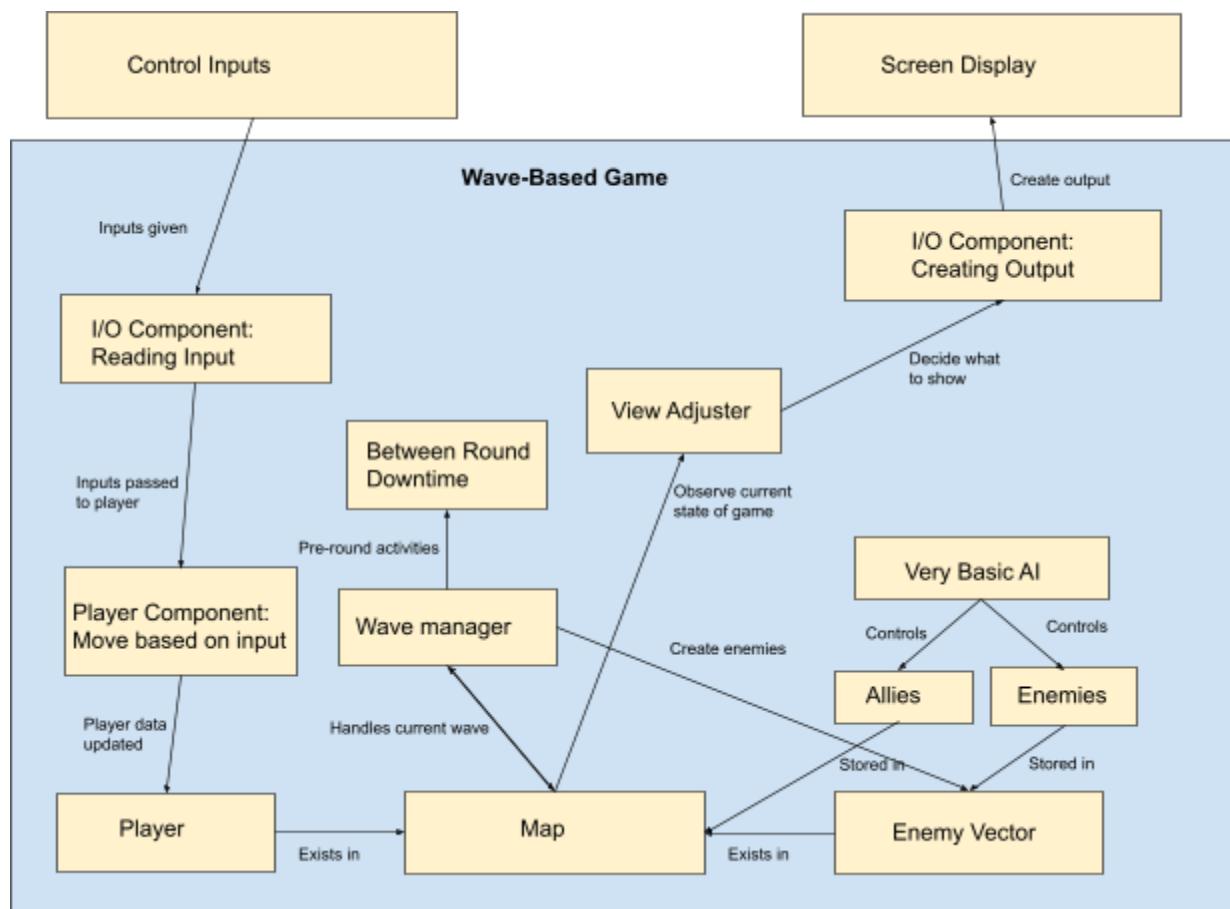 Control Inputs
Screen Display
Wave-Based Game
Create output
Inputs given
I/O Component:
Creating Output
I/O Component:
Reading Input
Decide what
to show
View Adjuster
Between Round
Downtime
Inputs passed
to player
Observe current
state of game
Pre-round activities
Very Basic AI
Player Component:
Move based on input
Wave manager
Controls
Controls
Create enemies
Allies
Enemies
Player data
updated
Handles current wave
Stored in
Stored in
Player
Map
Enemy Vector
Exists in
Exists in